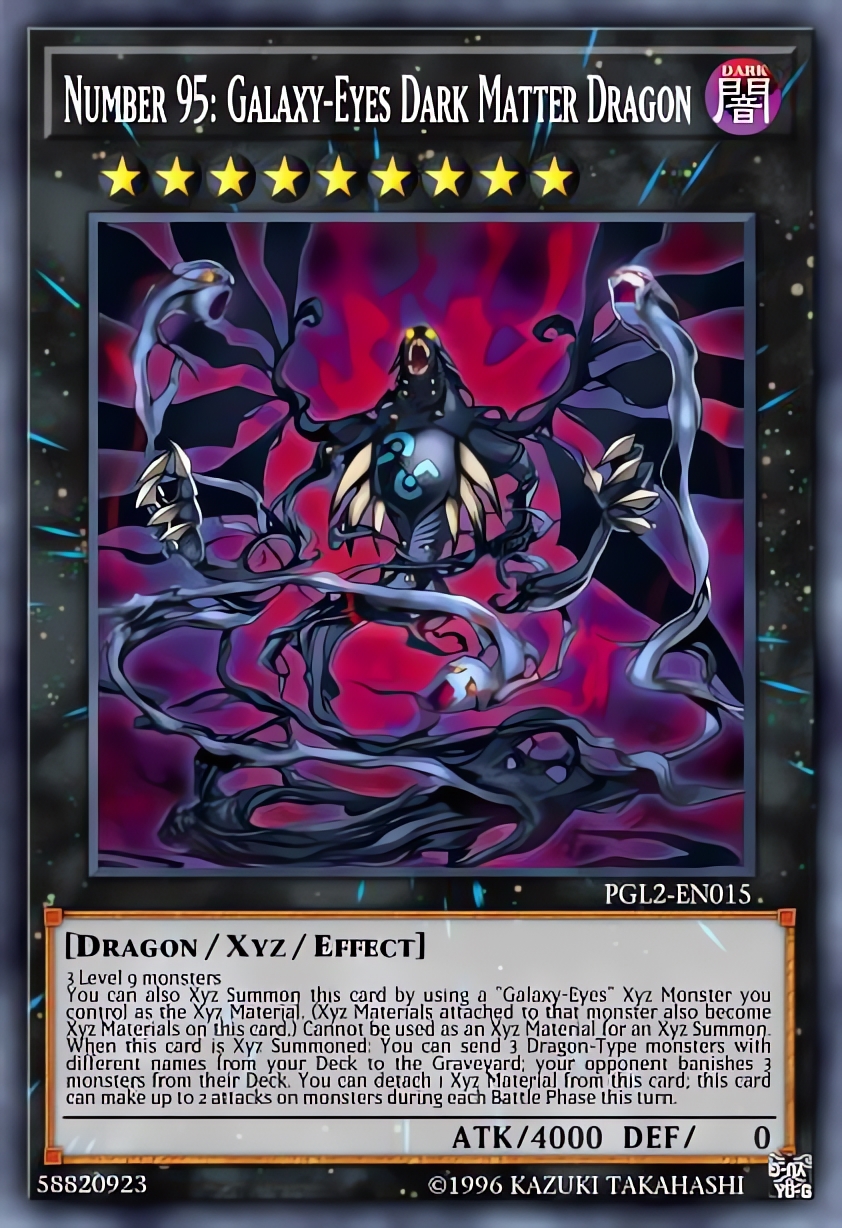 NUMBER 95: GALAXY-EYES DARK MATTER DRAGON
DARK
闇
PGL2-EN015
[DRAGON / XYZ / EFFECT]
3 Level 9 monsters
You can also Xyz Summon this card by using a "Galaxy-Eyes" Xyz Monster you
control as the Xyz Material. (Xyz Materials attached to that monster also become
Xyz Materials on this card.) Cannot be used as an Xyz Material for an Xyz Summon.
When this card is Xyz Summoned: You can send 3 Dragon-Type monsters with
different names from your Deck to the Graveyard; your opponent banishes 3
monsters from their Deck. You can detach 1 Xyz Material from this card; this card
can make up to 2 attacks on monsters during each Battle Phase this turn.
ATK/4000 DEF/ 0
58820923
©1996 KAZUKI TAKAHASHI